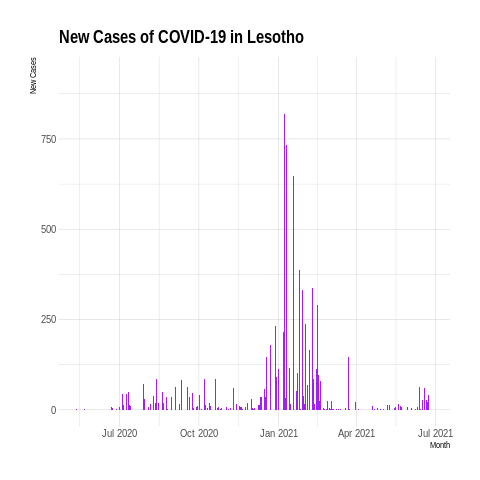 New Cases of COVID-19 in Lesotho
New Cases
750
500
250
0
Jul 2020
Oct 2020
Jan 2021
Apr 2021
Jul 2021
Month